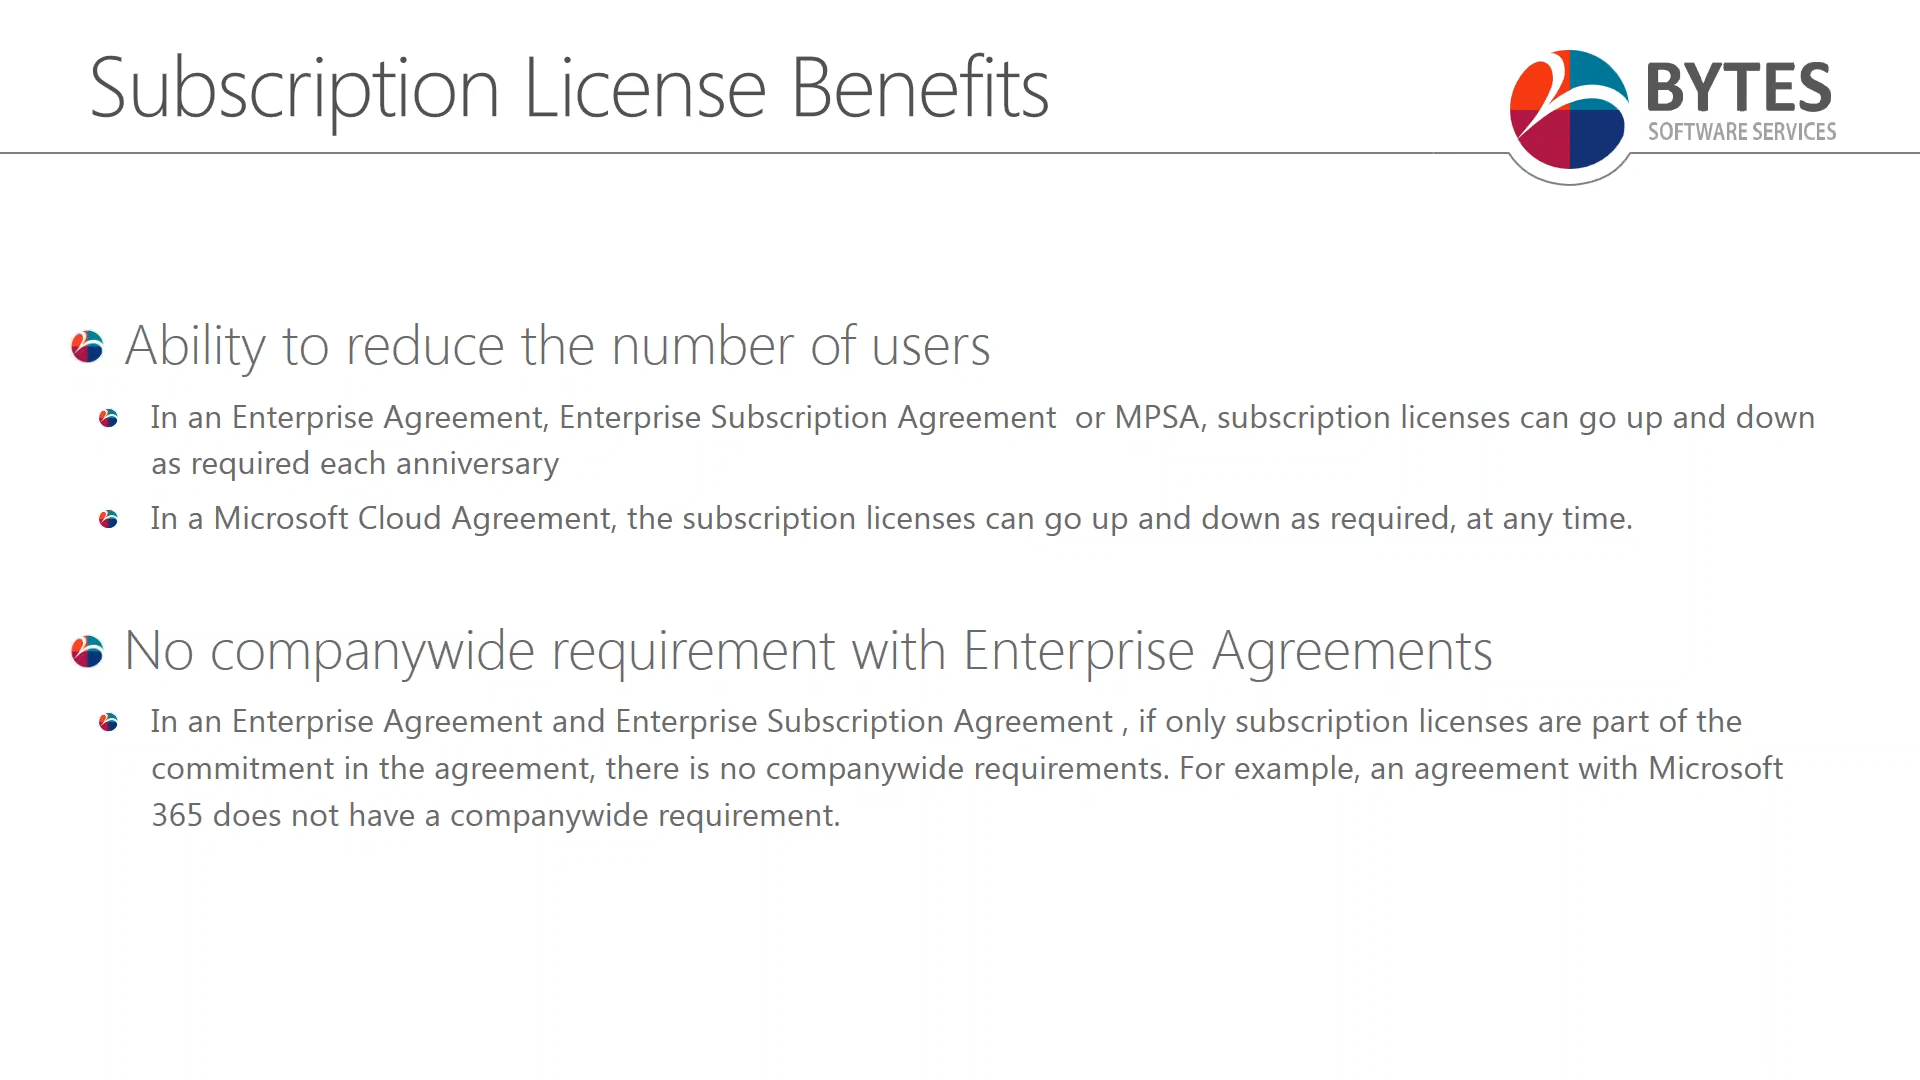 Subscription License Benefits
BYTES
SOFTWARE SERVICES
Ability to reduce the number of users
In an Enterprise Agreement, Enterprise Subscription Agreement  or MPSA, subscription licenses can go up and down
as required each anniversary
In a Microsoft Cloud Agreement, the subscription licenses can go up and down as required, at any time.
No companywide requirement with Enterprise Agreements
In an Enterprise Agreement and Enterprise Subscription Agreement , if only subscription licenses are part of the
commitment in the agreement, there is no companywide requirements. For example, an agreement with Microsoft
365 does not have a companywide requirement.